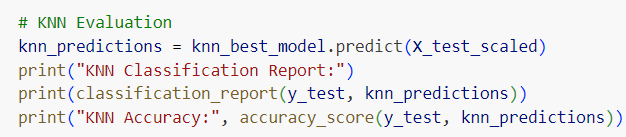 # KNN Evaluation
knn_predictions = knn_best_model.predict(X_test_scaled)
print("KNN Classification Report:")
print(classification_report(y_test, knn_predictions))
print("KNN Accuracy:", accuracy_score(y_test, knn_predictions))